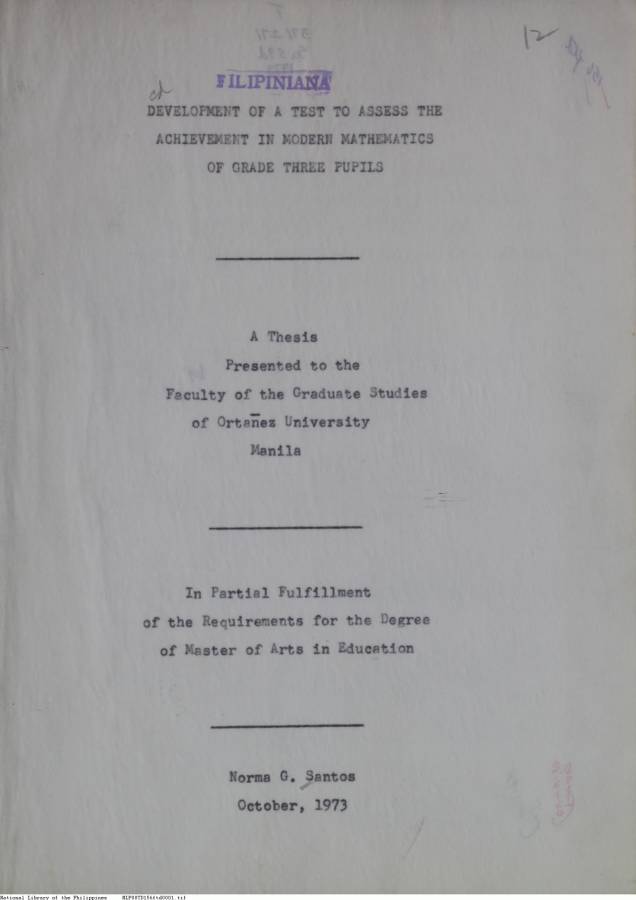 12
FILIPINIANA
DEVELOPMENT OF A TEST TO ASSESS THE
ACHIEVEMENT IN MODERN MATHEMATICS
OF GRADE THREE PUPILS
A Thesis
Presented to the
Faculty of the Graduate Studies
of Ortañez University
Manila
In Partial Fulfillment
of the Requirements for the Degree
of Master of Arts in Education
Norma G. Santos
October, 1973
National Library of the Philippines